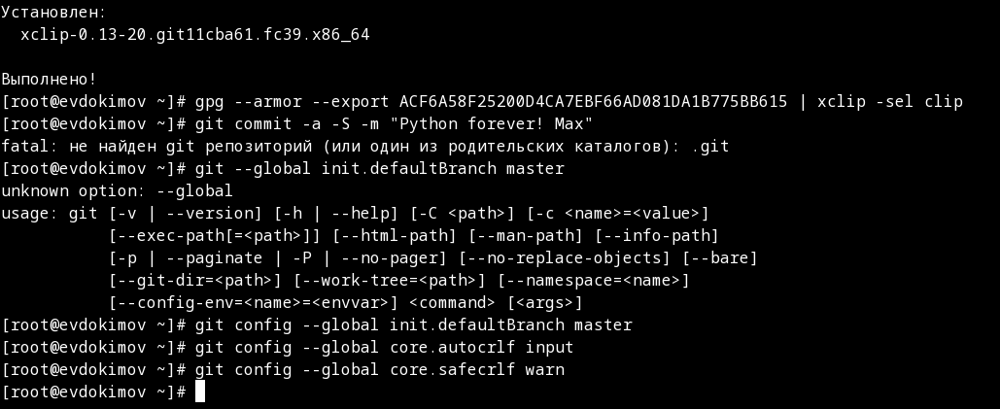 Установлен:
  xclip-0.13-20.git11cba61.fc39.x86_64
Выполнено!
[root@evdokimov ~]# gpg --armor --export ACF6A58F25200D4CA7EBF66AD081DA1B775BB615 | xclip -sel clip
[root@evdokimov ~]# git commit -a -S -m "Python forever! Max"
fatal: не найден git репозиторий (или один из родительских каталогов): .git
[root@evdokimov ~]# git --global init.defaultBranch master
unknown option: --global
usage: git [-v | --version] [-h | --help] [-C <path>] [-c <name>=<value>]
           [--exec-path[=<path>]] [--html-path] [--man-path] [--info-path]
           [-p | --paginate | -P | --no-pager] [--no-replace-objects] [--bare]
           [--git-dir=<path>] [--work-tree=<path>] [--namespace=<name>]
           [--config-env=<name>=<envvar>] <command> [<args>]
[root@evdokimov ~]# git config --global init.defaultBranch master
[root@evdokimov ~]# git config --global core.autocrlf input
[root@evdokimov ~]# git config --global core.safecrlf warn
[root@evdokimov ~]#